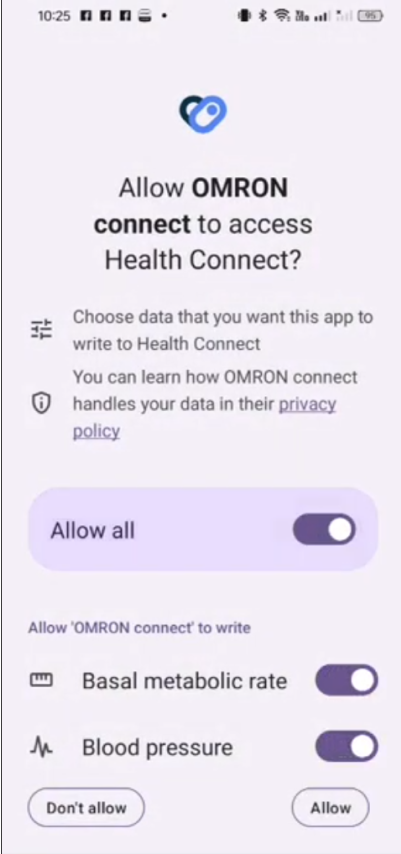 10:25
95
Allow OMRON
connect to access
Health Connect?
Choose data that you want this app to
write to Health Connect
You can learn how OMRON connect
handles your data in their privacy
policy
Allow all
Allow 'OMRON connect' to write
Basal metabolic rate
Blood pressure
Don't allow
Allow